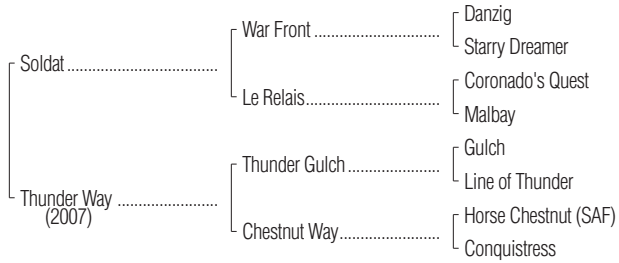 Danzig
War Front
Starry Dreamer
Soldat
Coronado's Quest
Le Relais
Malbay
Gulch
Thunder Gulch
Line of Thunder
Thunder Way
(2007)
Horse Chestnut (SAF)
Chestnut Way
Conquistress